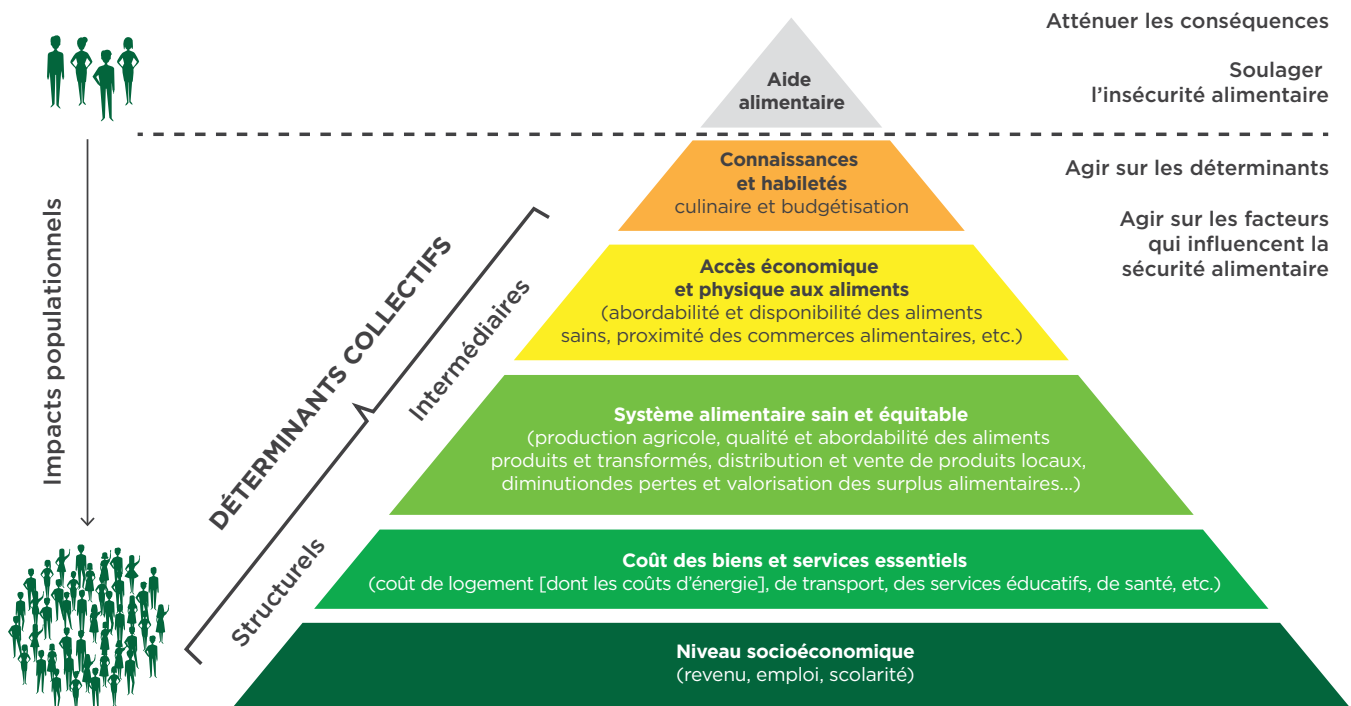 Atténuer les conséquences
Soulager
l'insécurité alimentaire
Aide
alimentaire
Connaissances
et habiletés
culinaire et budgétisation
Agir sur les déterminants
Agir sur les facteurs
qui influencent la
sécurité alimentaire
Impacts populationnels
DÉTERMINANTS COLLECTIFS
Intermédiaires
Structurels
Accès économique
et physique aux aliments
(abordabilité et disponibilité des aliments
sains, proximité des commerces alimentaires, etc.)
Système alimentaire sain et équitable
(production agricole, qualité et abordabilité des aliments
produits et transformés, distribution et vente de produits locaux,
diminutiondes pertes et valorisation des surplus alimentaires...)
Coût des biens et services essentiels
(coût de logement [dont les coûts d'énergie], de transport, des services éducatifs, de santé, etc.)
Niveau socioéconomique
(revenu, emploi, scolarité)